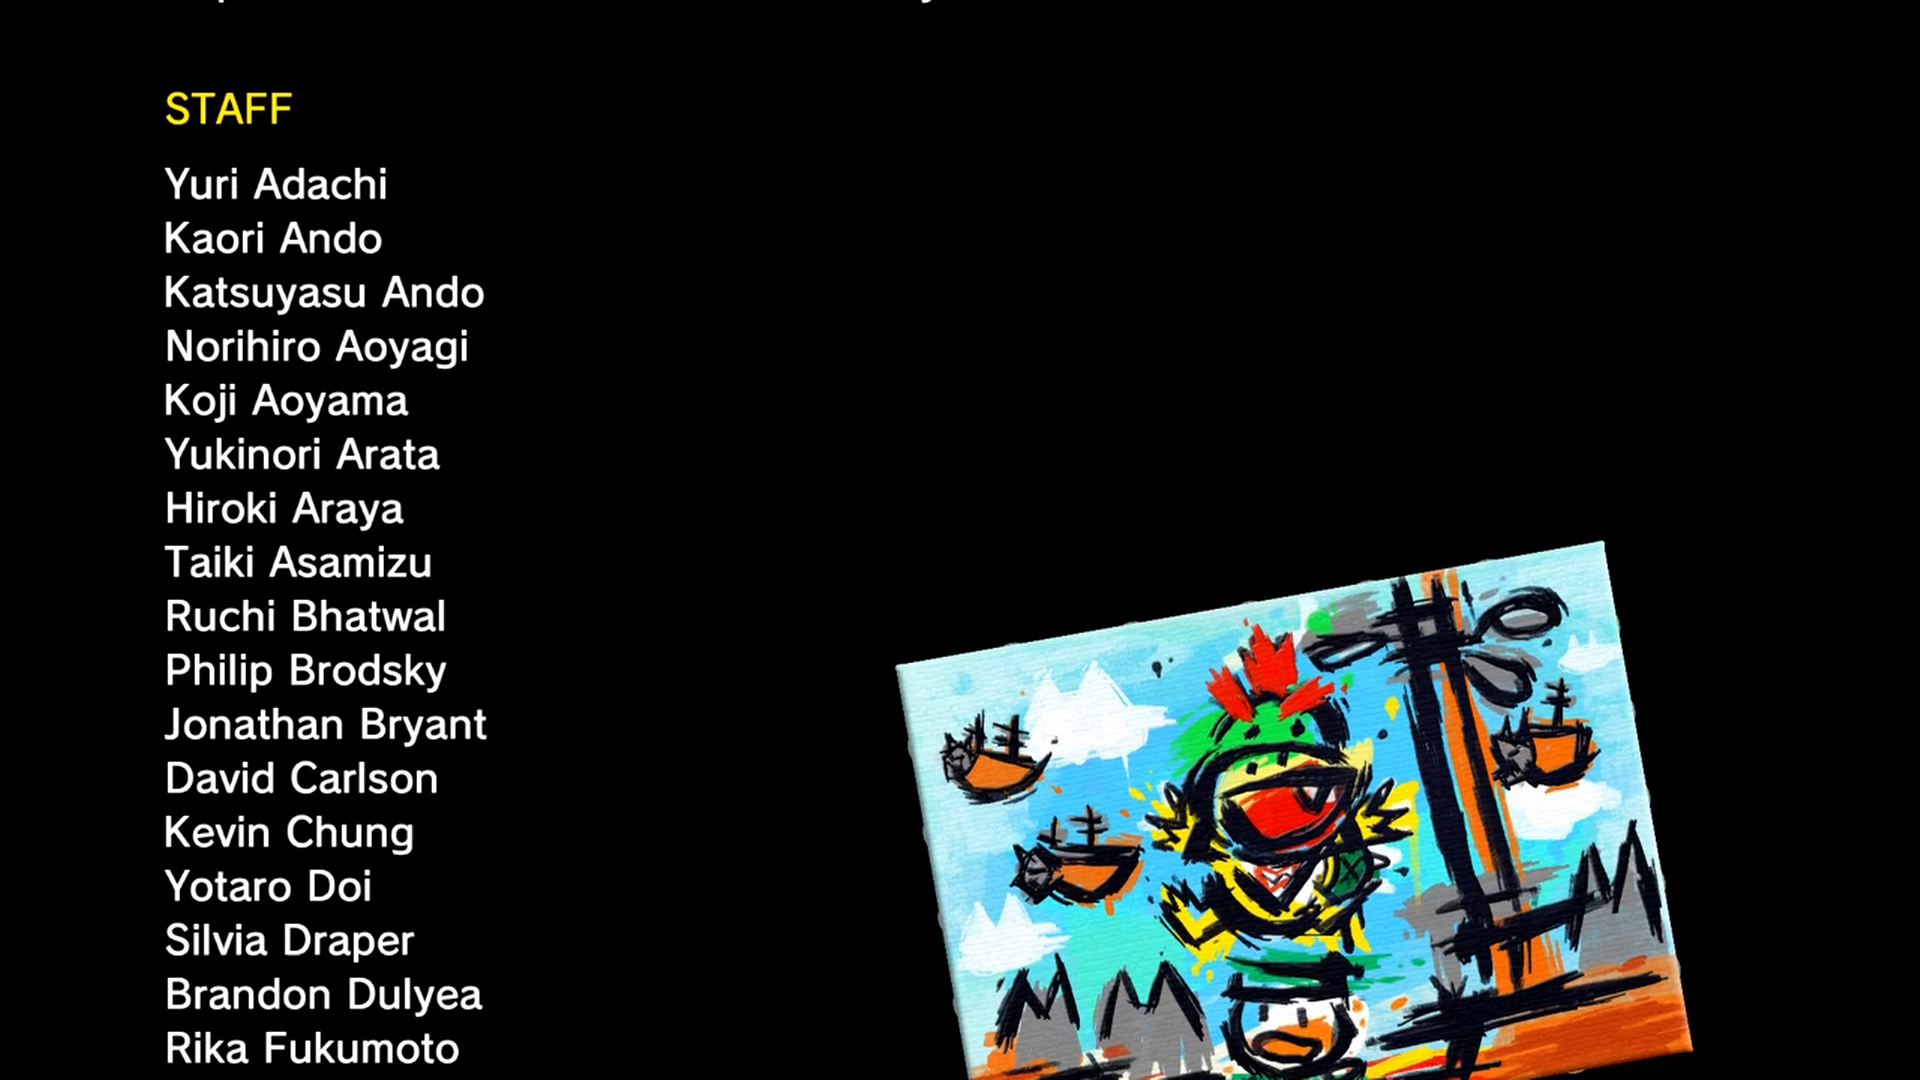 STAFF
Yuri Adachi
Kaori Ando
Katsuyasu Ando
Norihiro Aoyagi
Koji Aoyama
Yukinori Arata
Hiroki Araya
Taiki Asamizu
Ruchi Bhatwal
Philip Brodsky
Jonathan Bryant
David Carlson
Kevin Chung
Yotaro Doi
Silvia Draper
Brandon Dulyea
Rika Fukumoto